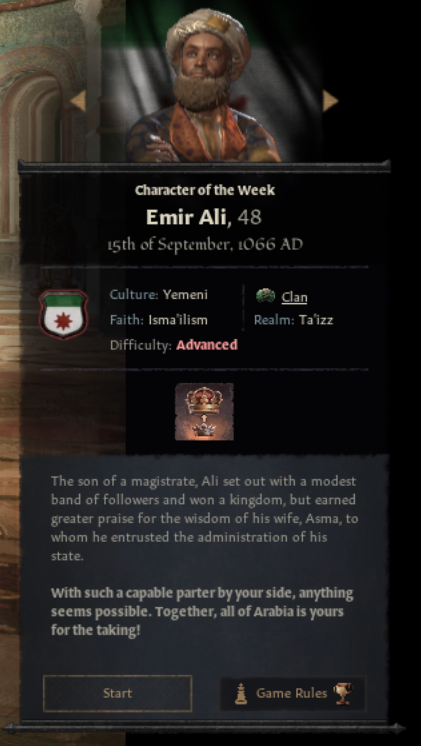 Character of the Week
Emir Ali, 48
15th of September, 1066 AD
Culture: Yemeni
Clan
Faith: Isma'ilism
Realm: Ta'izz
Difficulty: Advanced
The son of a magistrate, Ali set out with a modest
band of followers and won a kingdom, but earned
greater praise for the wisdom of his wife, Asma, to
whom he entrusted the administration of his
state.
With such a capable parter by your side, anything
seems possible. Together, all of Arabia is yours
for the taking!
Start
Game Rules